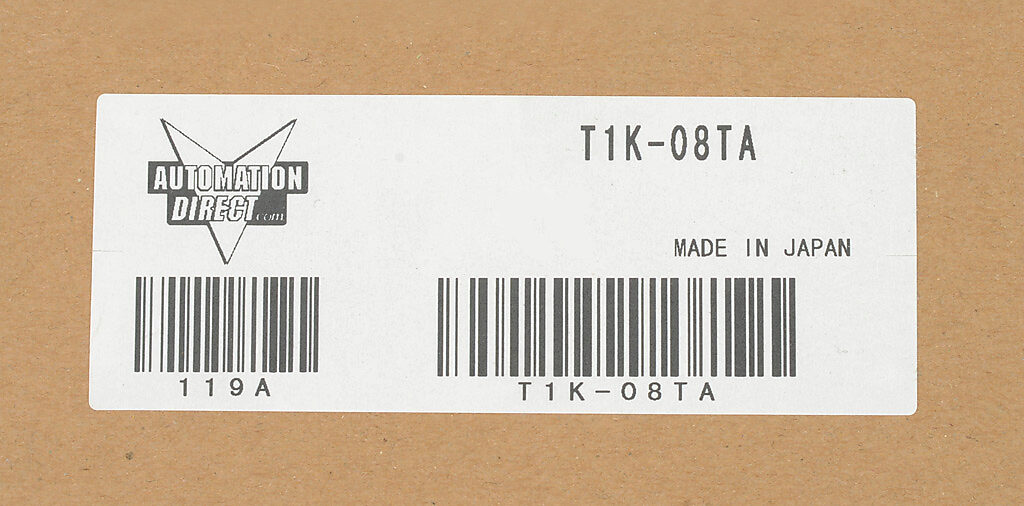 AUTOMATION
DIRECT.com
T1K-08TA
MADE IN JAPAN
119A
T1K-08TA